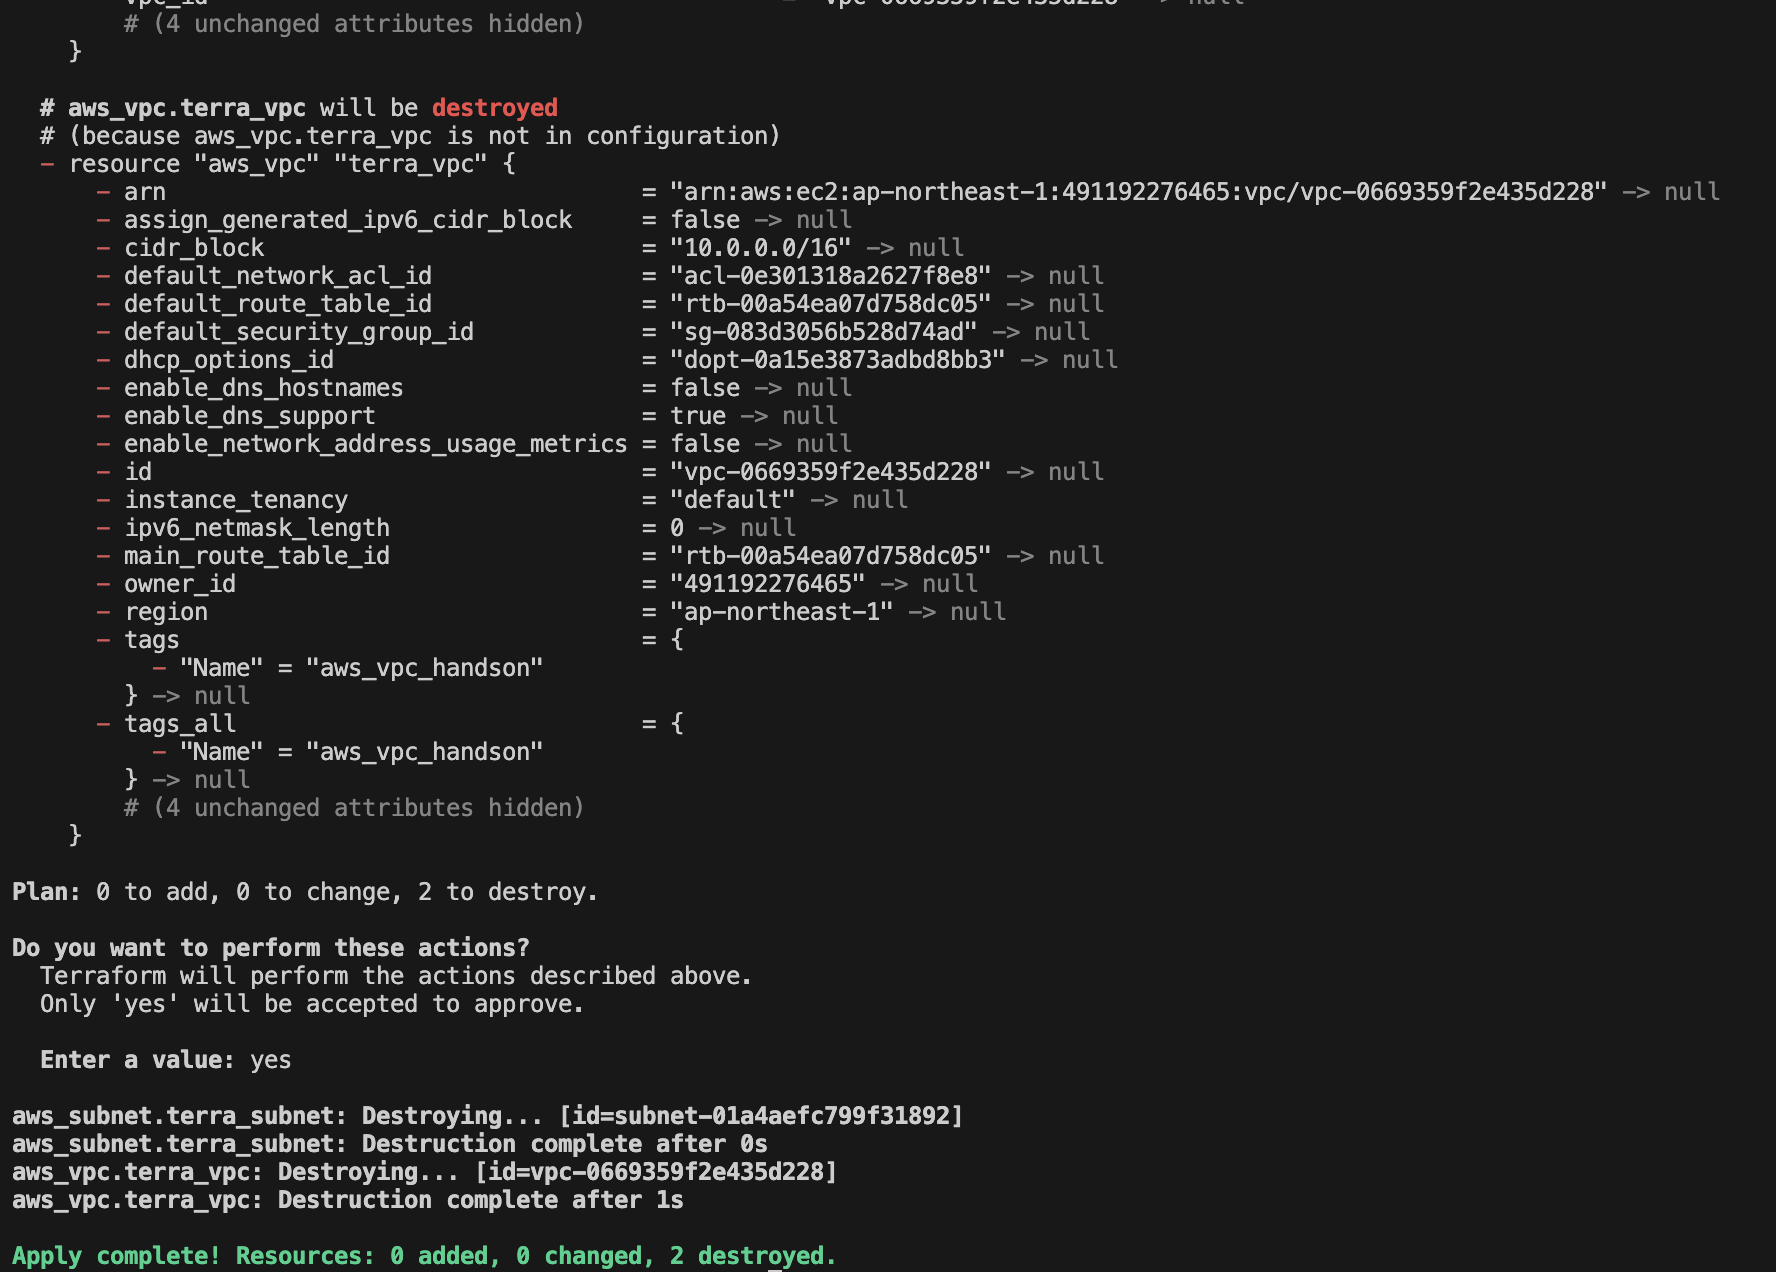 # (4 unchanged attributes hidden)
}
# aws_vpc.terra_vpc will be destroyed
# (because aws_vpc.terra_vpc is not in configuration)
- resource "aws_vpc" "terra_vpc" {
- arn = "arn:aws:ec2:ap-northeast-1:491192276465:vpc/vpc-0669359f2e435d228" -> null
- assign_generated_ipv6_cidr_block = false -> null
- cidr_block = "10.0.0.0/16" -> null
- default_network_acl_id = "acl-0e301318a2627f8e8" -> null
- default_route_table_id = "rtb-00a54ea07d758dc05" -> null
- default_security_group_id = "sg-083d3056b528d74ad" -> null
- dhcp_options_id = "dopt-0a15e3873adbd8bb3" -> null
- enable_dns_hostnames = false -> null
- enable_dns_support = true -> null
- enable_network_address_usage_metrics = false -> null
- id = "vpc-0669359f2e435d228" -> null
- instance_tenancy = "default" -> null
- ipv6_netmask_length = 0 -> null
- main_route_table_id = "rtb-00a54ea07d758dc05" -> null
- owner_id = "491192276465" -> null
- region = "ap-northeast-1" -> null
- tags = {
- "Name" = "aws_vpc_handson"
} -> null
- tags_all = {
- "Name" = "aws_vpc_handson"
} -> null
# (4 unchanged attributes hidden)
}
Plan: 0 to add, 0 to change, 2 to destroy.
Do you want to perform these actions?
Terraform will perform the actions described above.
Only 'yes' will be accepted to approve.
Enter a value: yes
aws_subnet.terra_subnet: Destroying... [id=subnet-01a4aefc799f31892]
aws_subnet.terra_subnet: Destruction complete after 0s
aws_vpc.terra_vpc: Destroying... [id=vpc-0669359f2e435d228]
aws_vpc.terra_vpc: Destruction complete after 1s
Apply complete! Resources: 0 added, 0 changed, 2 destroyed.